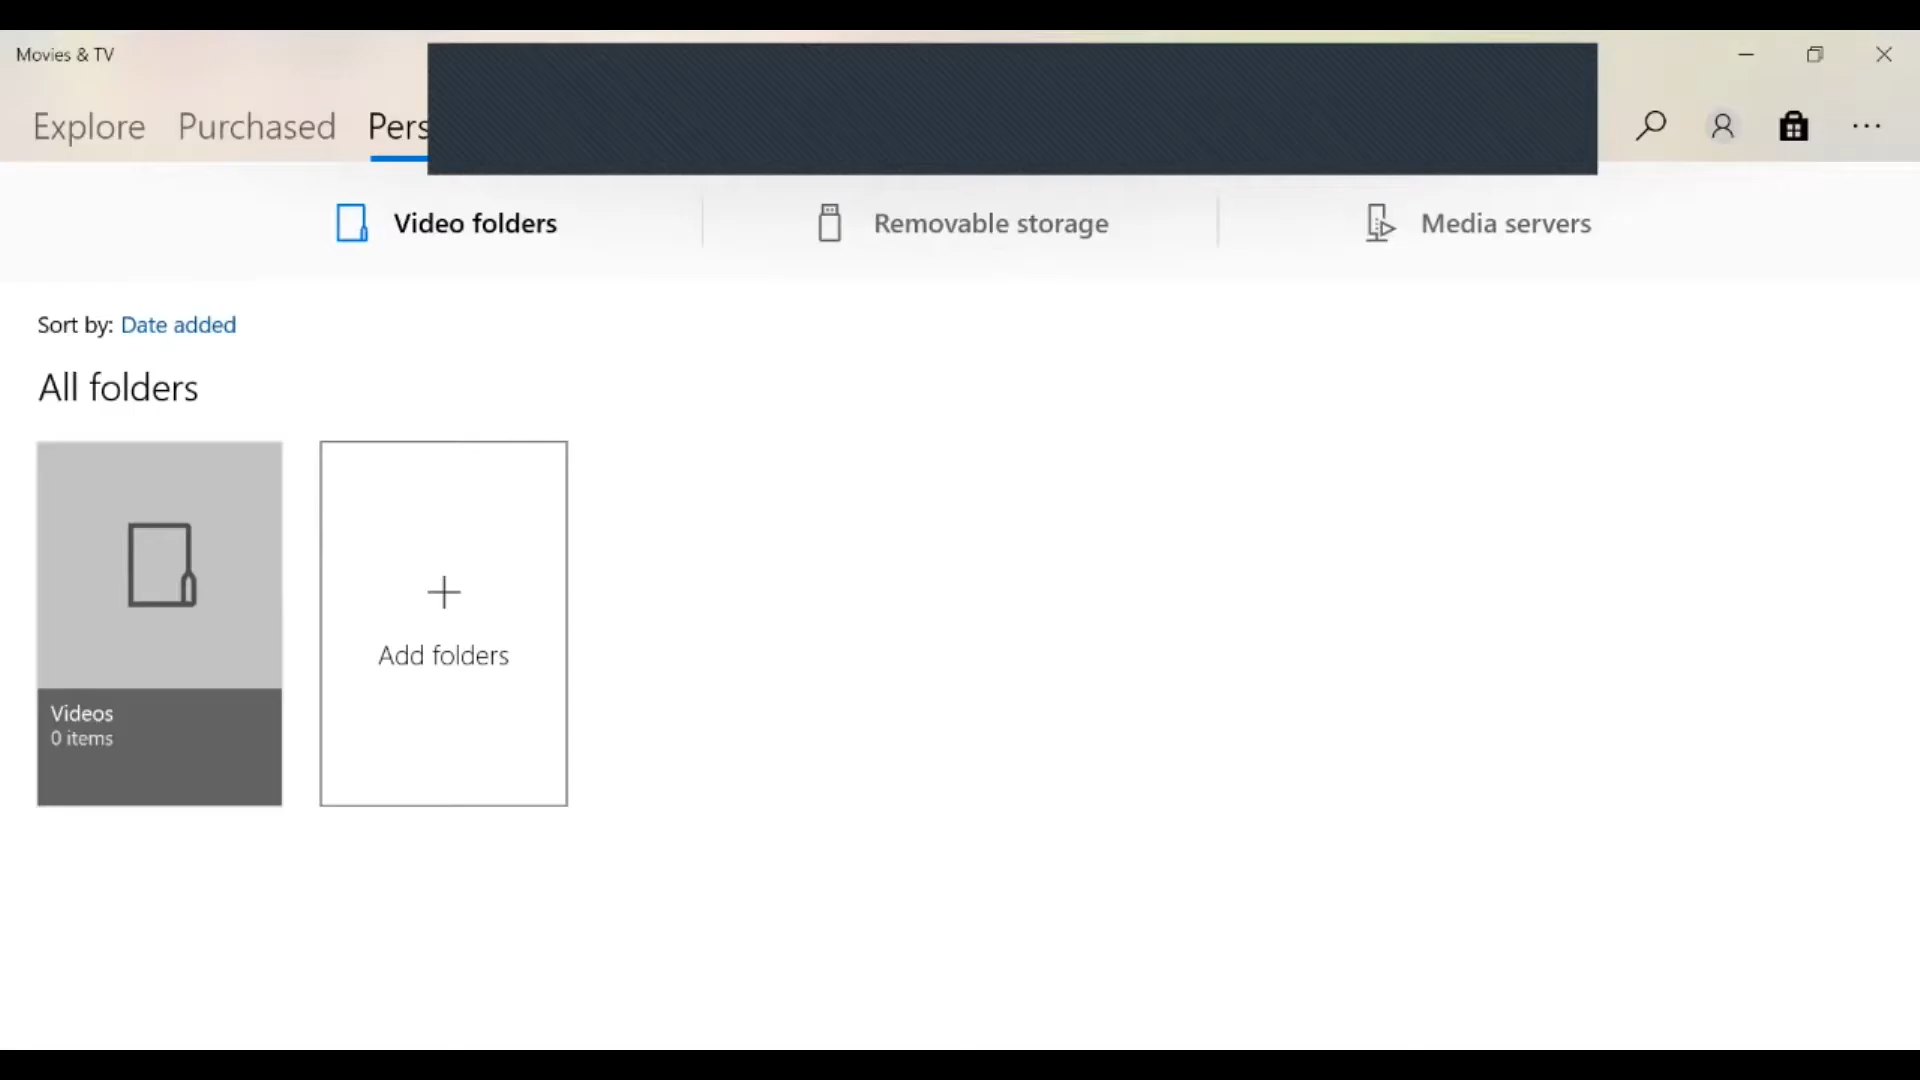 Movies & TV
Explore Purchased Pers
Video folders
Removable storage
Media servers
Sort by: Date added
All folders
Add folders
Videos
0 items